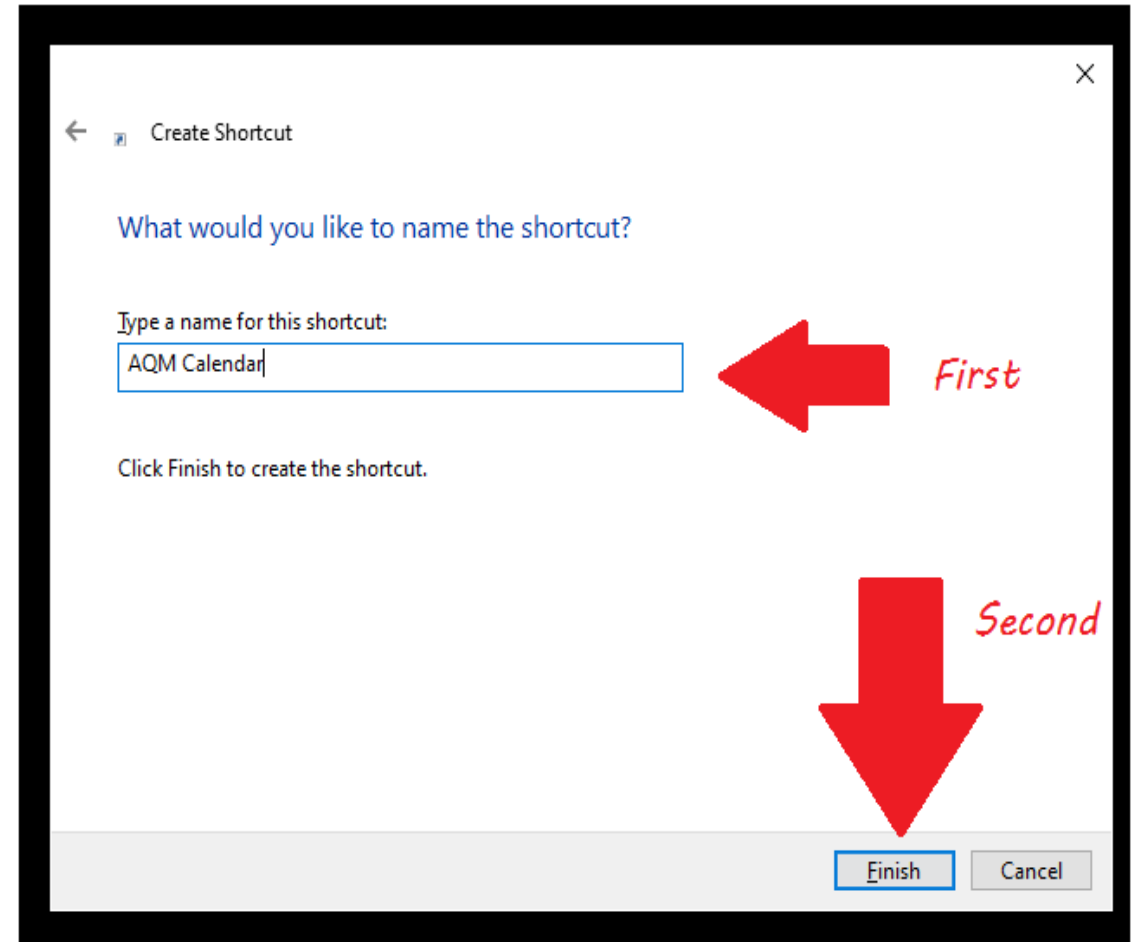 Create Shortcut
What would you like to name the shortcut?
Type a name for this shortcut:
AQM Calendar
First
Click Finish to create the shortcut.
Second
Finish
Cancel